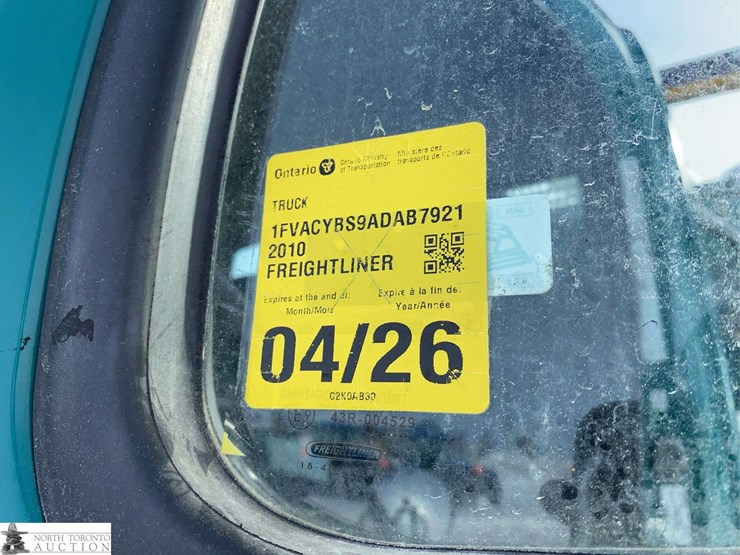 Ontario
Ontario Ministry of Transportation
Ministère des transports de l'Ontario
TRUCK
1FVACYBS9ADAB7921
2010
FREIGHTLINER
Expires at the end of:
Month/Mois
Expire à la fin de:
Year/Année
04/26
C2K0AB30
E9
43R-004529
FREIGHTLINER
NORTH TORONTO
AUCTION